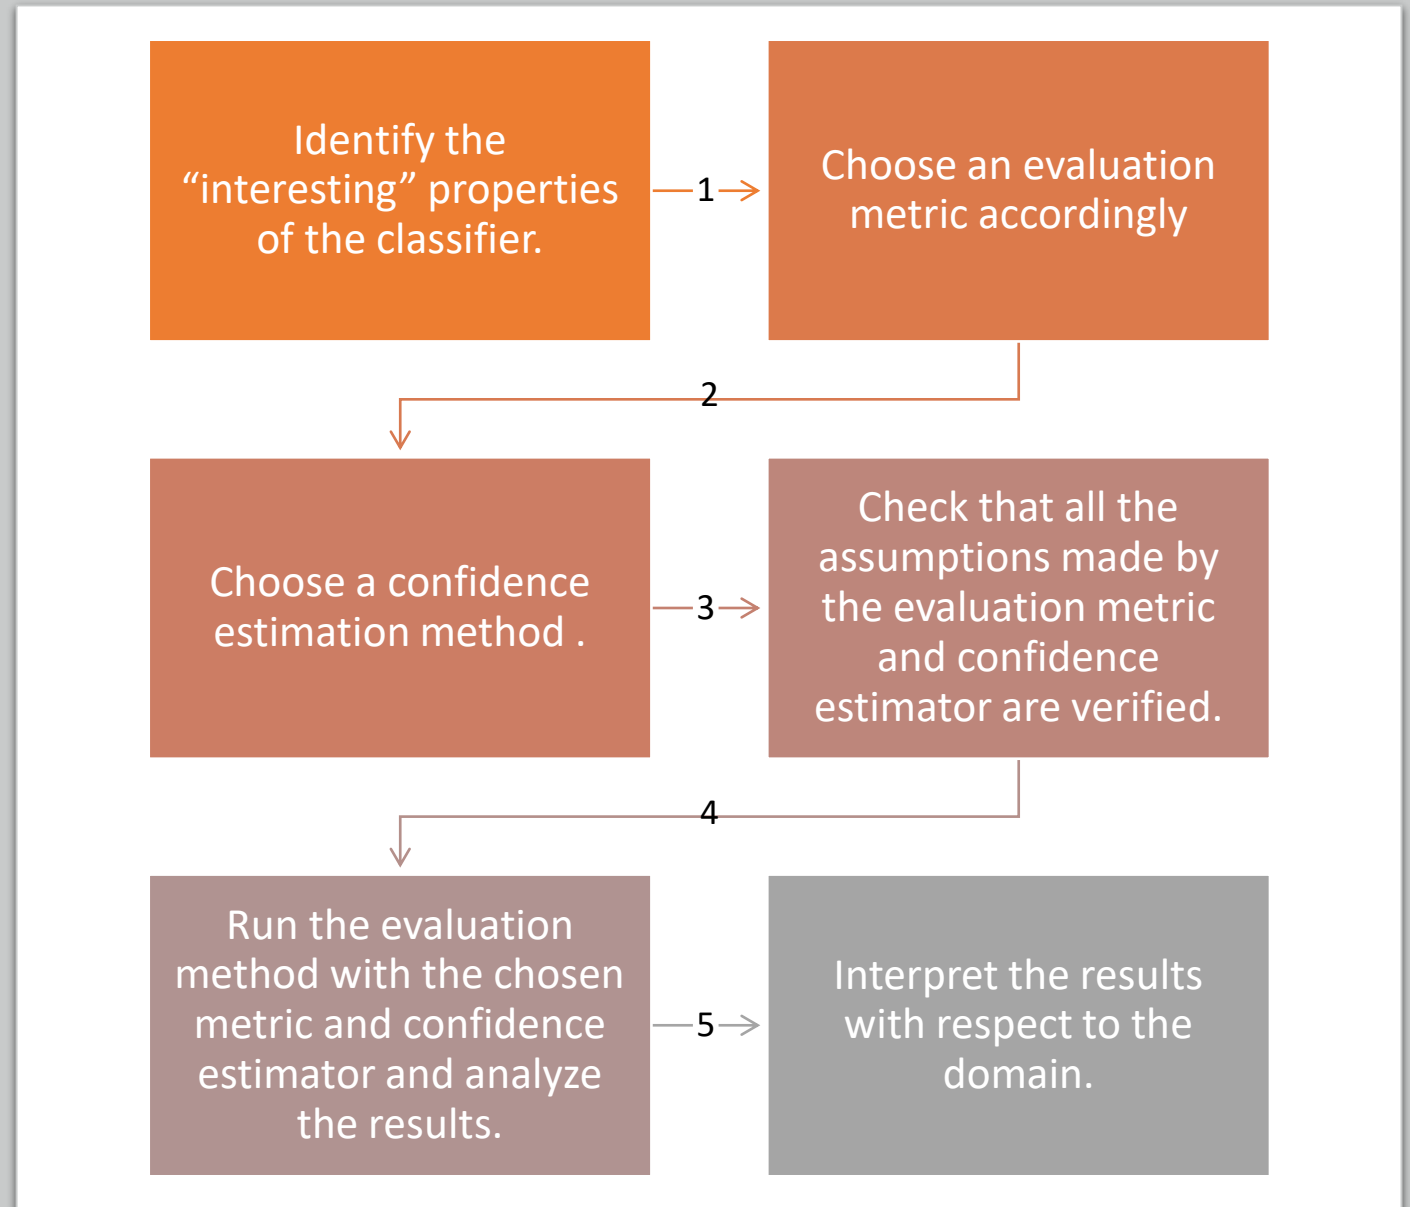 Identify the
“interesting” properties
of the classifier.
1
Choose an evaluation
metric accordingly
2
Choose a confidence
estimation method .
3
Check that all the
assumptions made by
the evaluation metric
and confidence
estimator are verified.
4
Run the evaluation
method with the chosen
metric and confidence
estimator and analyze
the results.
5
Interpret the results
with respect to the
domain.